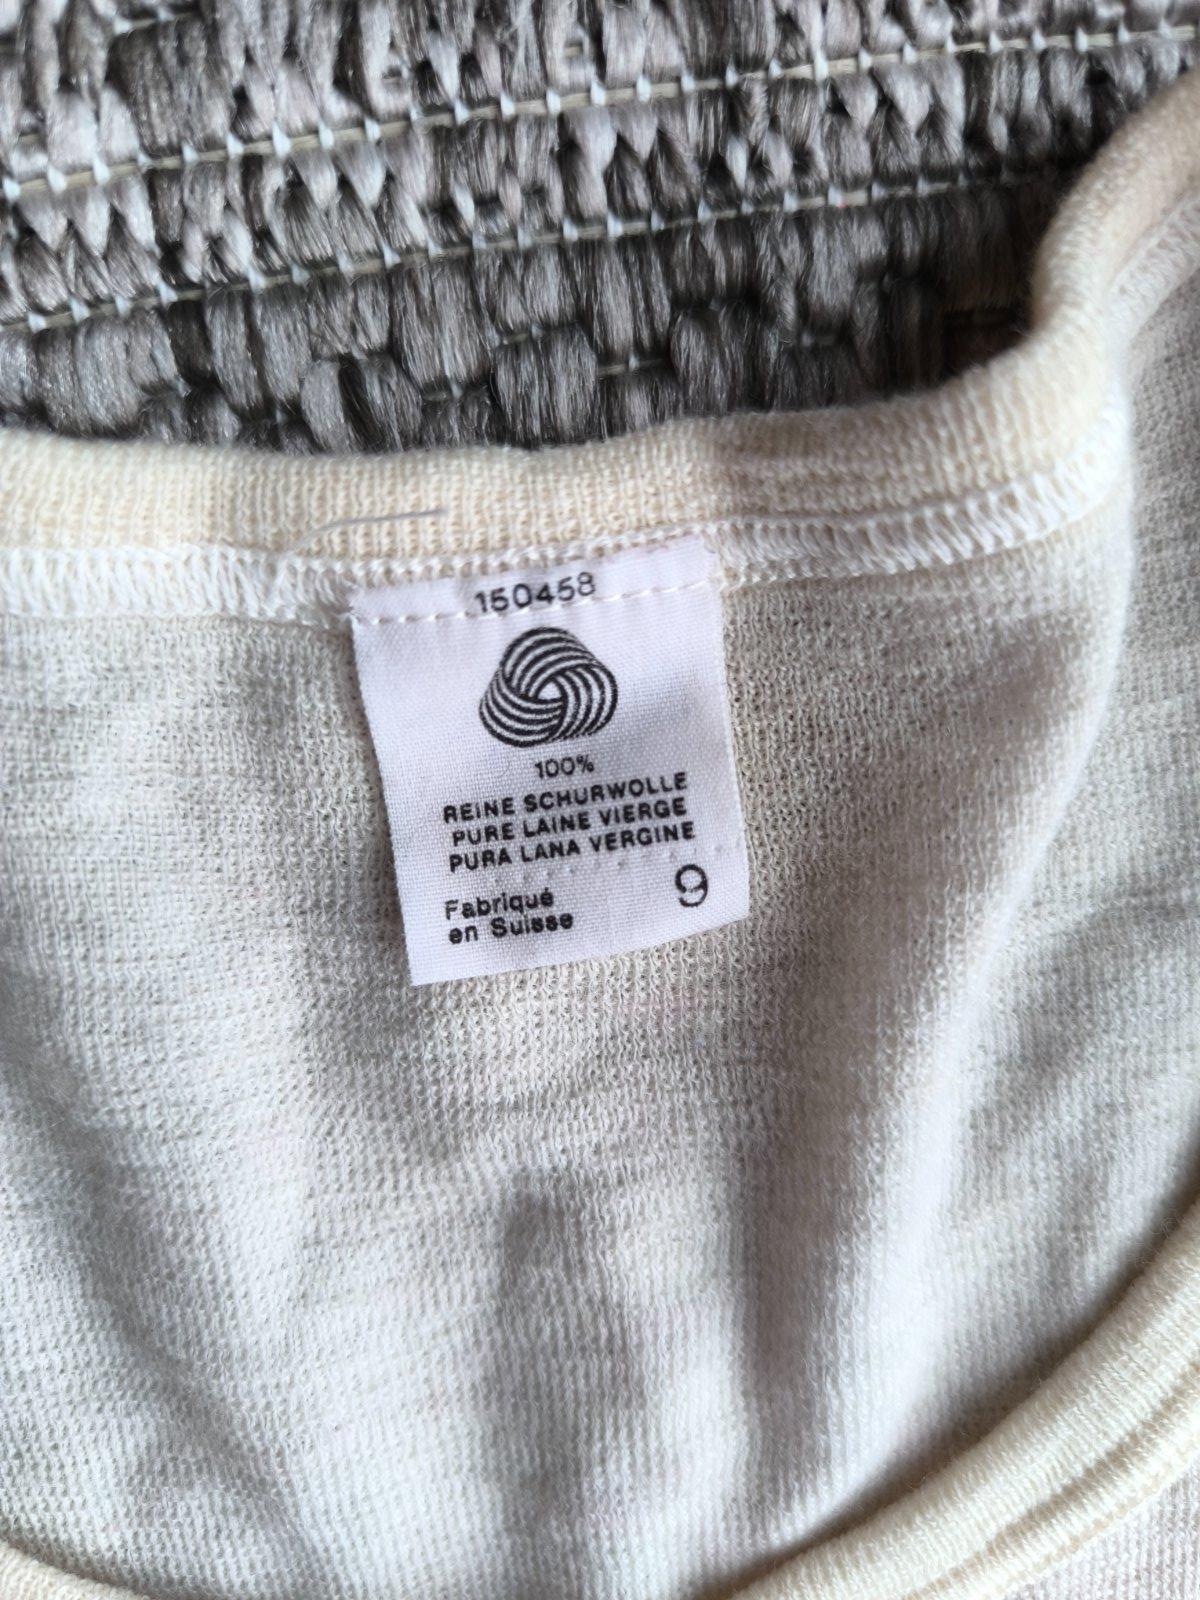 150458
100%
REINE SCHURWOLLE
PURE LAINE VIERGE
PURA LANA VERGINE
Fabriqué
en Suisse
9